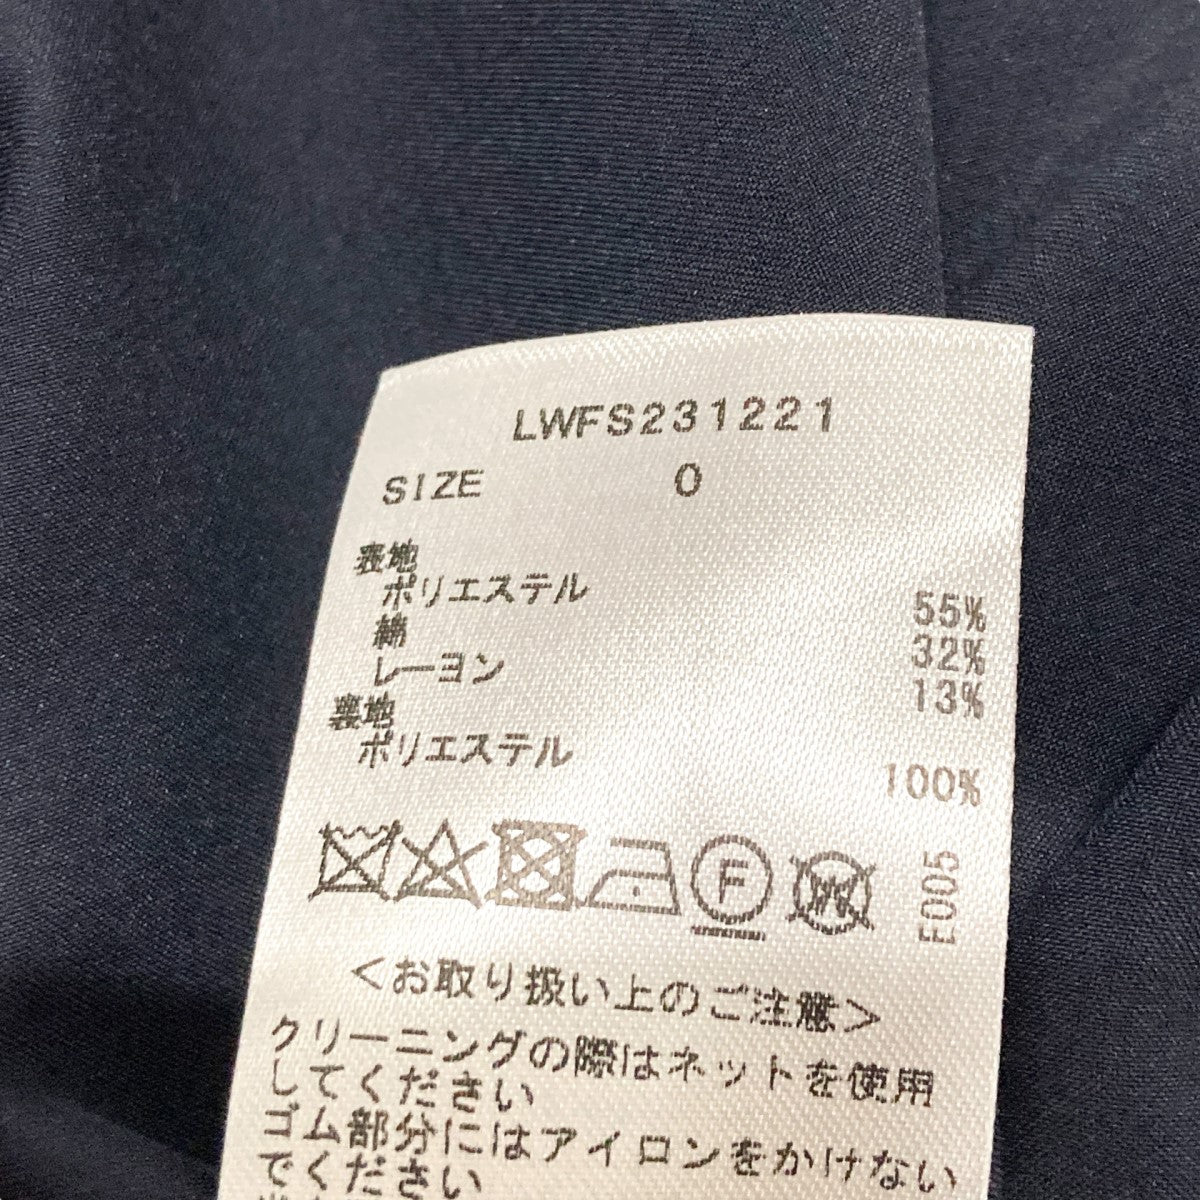 LWFS231221
SIZE 0
表地
ポリエステル 55%
綿 32%
レーヨン 13%
裏地
ポリエステル 100%
F W E005
<お取り扱い上のご注意>
クリーニングの際はネットを使用
してください
ゴム部分にはアイロンをかけない
でください